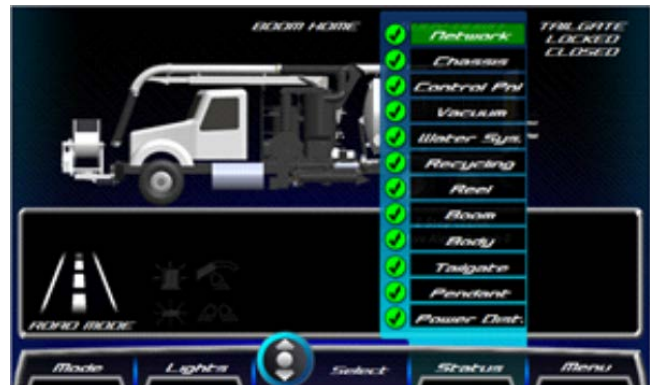 BOOM HOME
TAILGATE
LOCKED
CLOSED
Network
Chassis
Control Pnl
Vacuum
Water Sys.
Recycling
Reel
Boom
Body
Tailgate
Pendant
Power Dist.
ROAD MODE
Mode
Lights
Select
Status
Menu